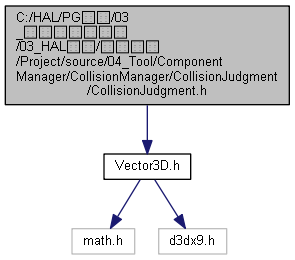 C:/HAL/PG/03
_
/03_HAL/
/Project/source/04_Tool/Component
Manager/CollisionManager/CollisionJudgment
/CollisionJudgment.h
Vector3D.h
math.h
d3dx9.h